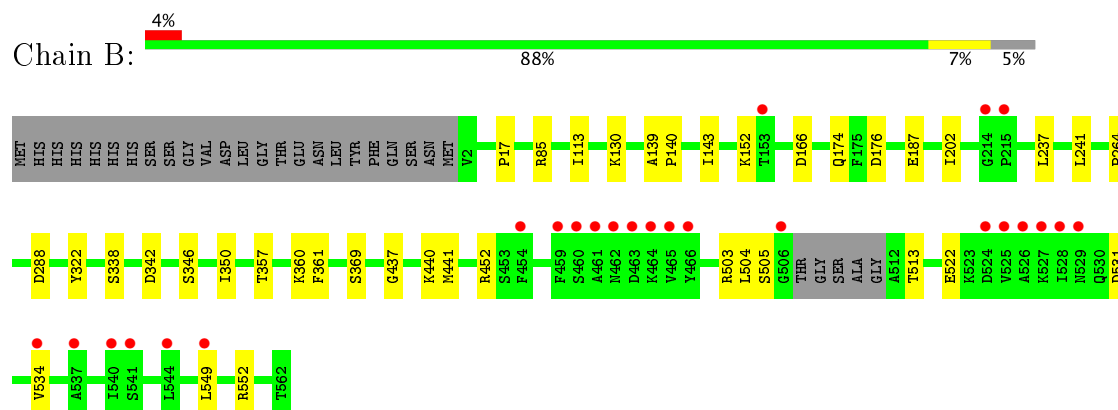 4%
Chain B:
88% 7% 5%
MET HIS HIS HIS HIS HIS HIS SER SER GLY VAL ASP LEU GLY THR GLU ASN LEU TYR PHE GLN SER ASN MET V2 P17 R85 I113 K130 A139 P140 I143 K152 T153 D166 Q174 F175 D176 E187 I202 G214 P215 L237 L241
D288 Y322 S338 D342 S346 I350 T357 K360 F361 S369 G437 K440 M441 R452 S453 F454 F459 S460 A461 N462 D463 K464 V465 Y466 R503 L504 S505 G506 THR GLY SER ALA GLY A512 T513 E522 K523 D524 V525 A526 K527 I528 N529 Q530 D531
V534 A537 I540 S541 L544 L549 R552 T562